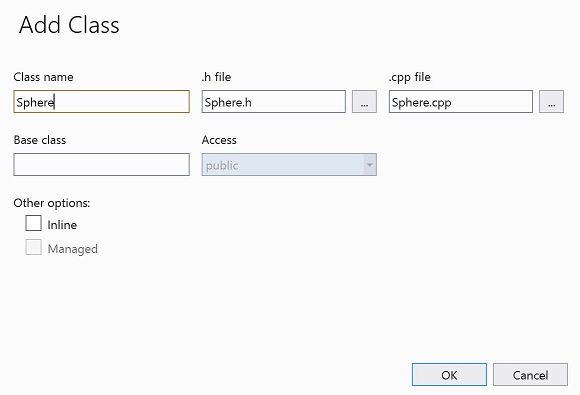 Add Class
Class name .h file .cpp file
Sphere Sphere.h ... Sphere.cpp ...
Base class Access
public
Other options:
Inline
Managed
OK Cancel